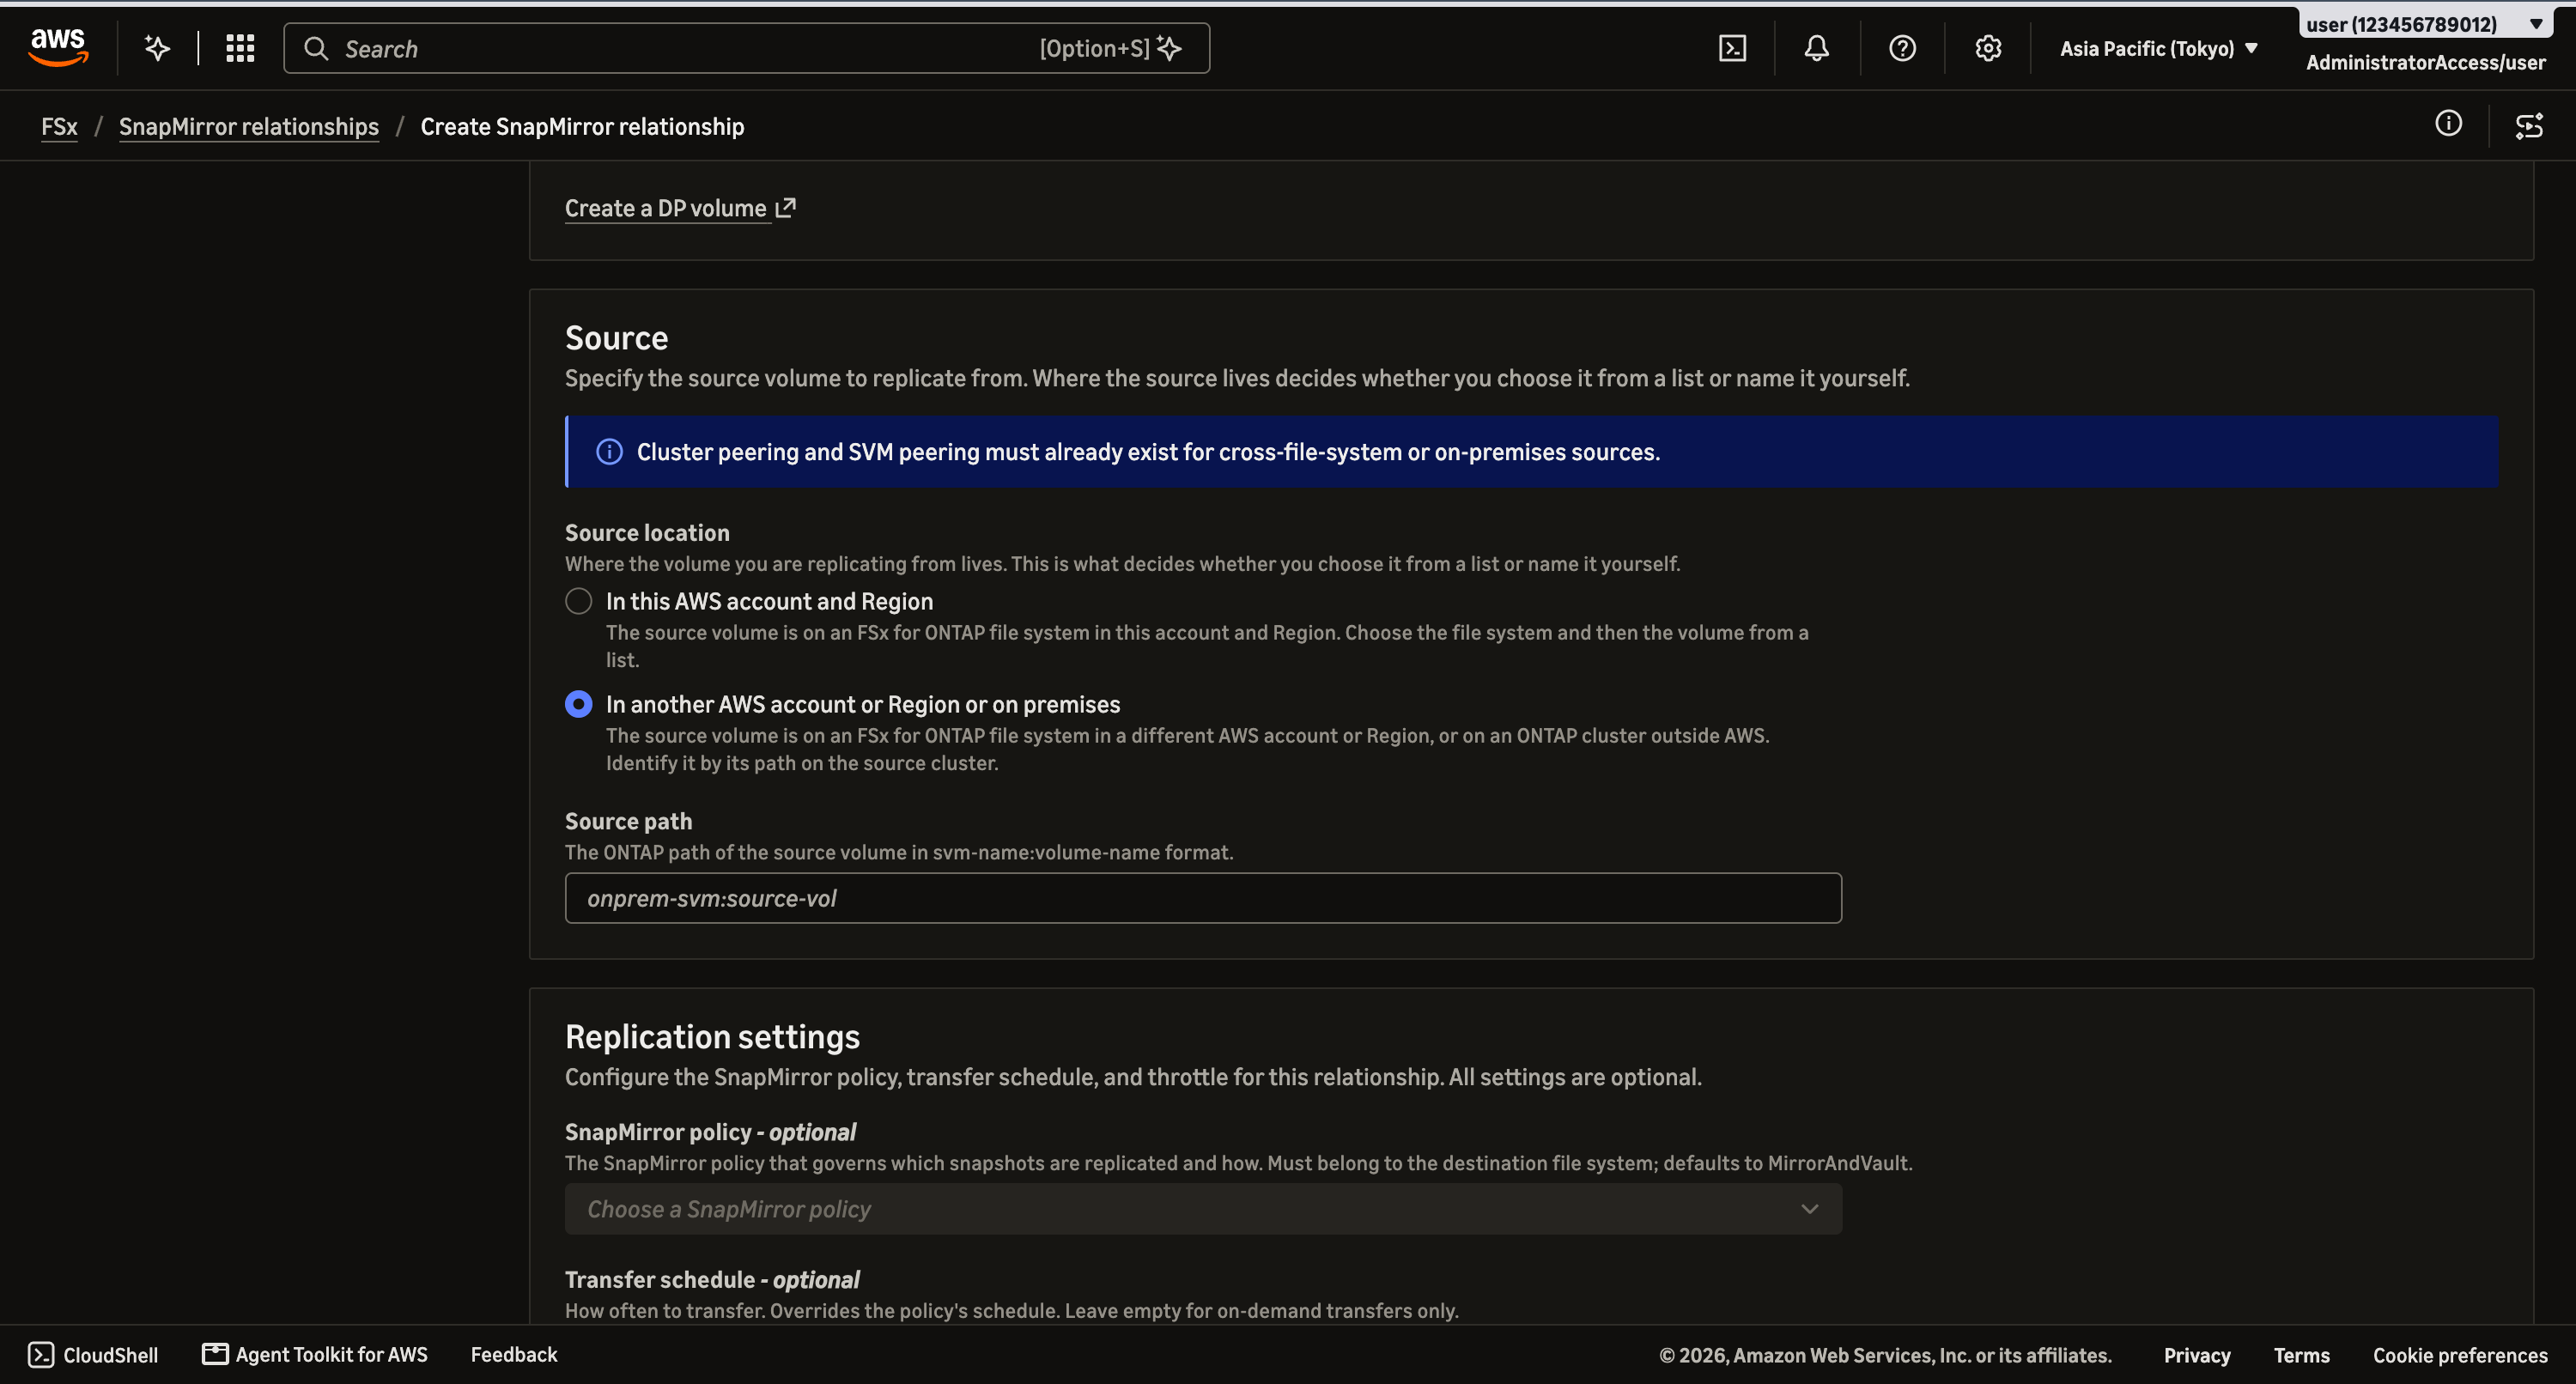 aws
Search
[Option+S]
Asia Pacific (Tokyo)
user (123456789012)
AdministratorAccess/user
FSx / SnapMirror relationships / Create SnapMirror relationship
Create a DP volume
Source
Specify the source volume to replicate from. Where the source lives decides whether you choose it from a list or name it yourself.
Cluster peering and SVM peering must already exist for cross-file-system or on-premises sources.
Source location
Where the volume you are replicating from lives. This is what decides whether you choose it from a list or name it yourself.
In this AWS account and Region
The source volume is on an FSx for ONTAP file system in this account and Region. Choose the file system and then the volume from a
list.
In another AWS account or Region or on premises
The source volume is on an FSx for ONTAP file system in a different AWS account or Region, or on an ONTAP cluster outside AWS.
Identify it by its path on the source cluster.
Source path
The ONTAP path of the source volume in svm-name:volume-name format.
onprem-svm:source-vol
Replication settings
Configure the SnapMirror policy, transfer schedule, and throttle for this relationship. All settings are optional.
SnapMirror policy - optional
The SnapMirror policy that governs which snapshots are replicated and how. Must belong to the destination file system; defaults to MirrorAndVault.
Choose a SnapMirror policy
Transfer schedule - optional
How often to transfer. Overrides the policy's schedule. Leave empty for on-demand transfers only.
CloudShell
Agent Toolkit for AWS
Feedback
© 2026, Amazon Web Services, Inc. or its affiliates.
Privacy
Terms
Cookie preferences